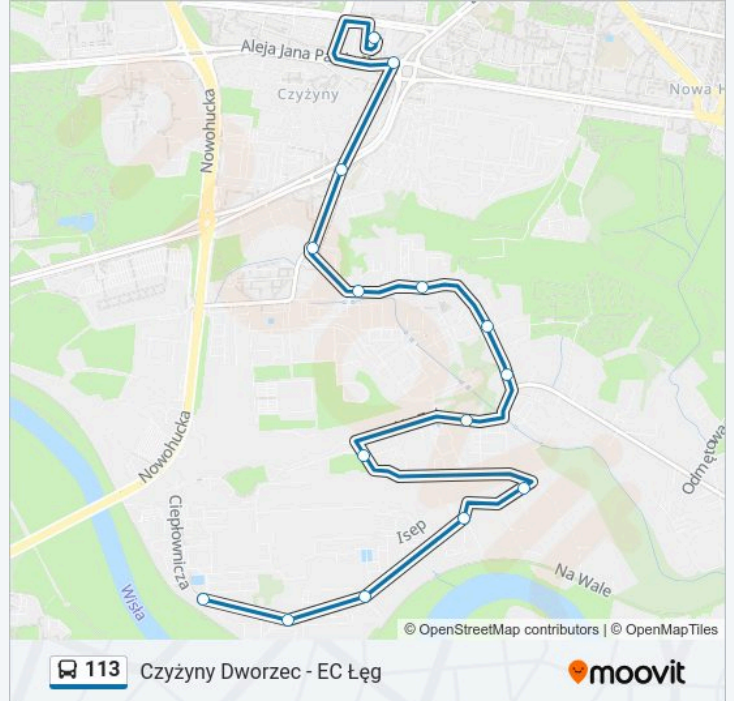 Aleja Jana Pa
Czyżyny
Nowa H
Nowohucka
Nowohucka
Odmętowa
Ciepłownicza
Isep
Na Wale
Wisła
© OpenStreetMap contributors | © OpenMapTiles
113 Czyżyny Dworzec - EC Łęg
moovit